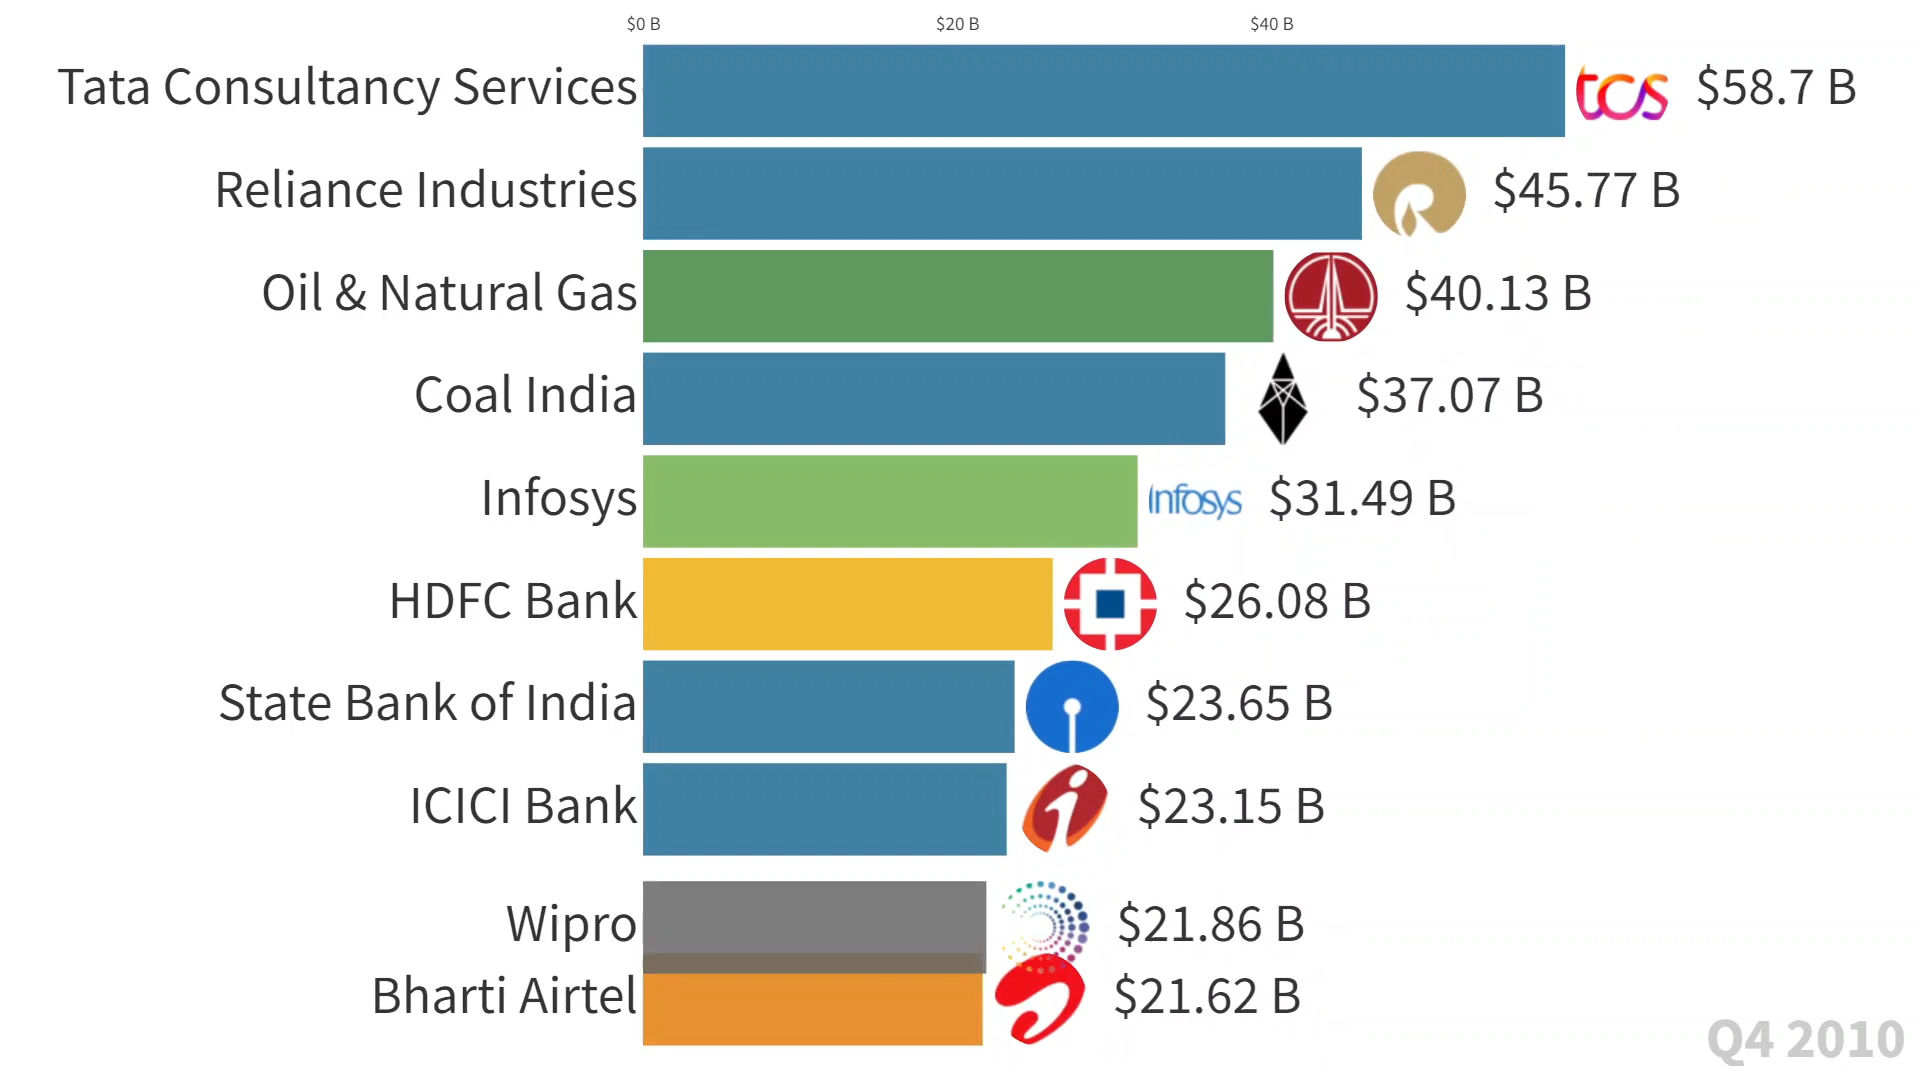 $0 B $20 B $40 B
Tata Consultancy Services tcs $58.7 B
Reliance Industries $45.77 B
Oil & Natural Gas $40.13 B
Coal India $37.07 B
Infosys Infosys $31.49 B
HDFC Bank $26.08 B
State Bank of India $23.65 B
ICICI Bank $23.15 B
Wipro $21.86 B
Bharti Airtel $21.62 B
Q4 2010